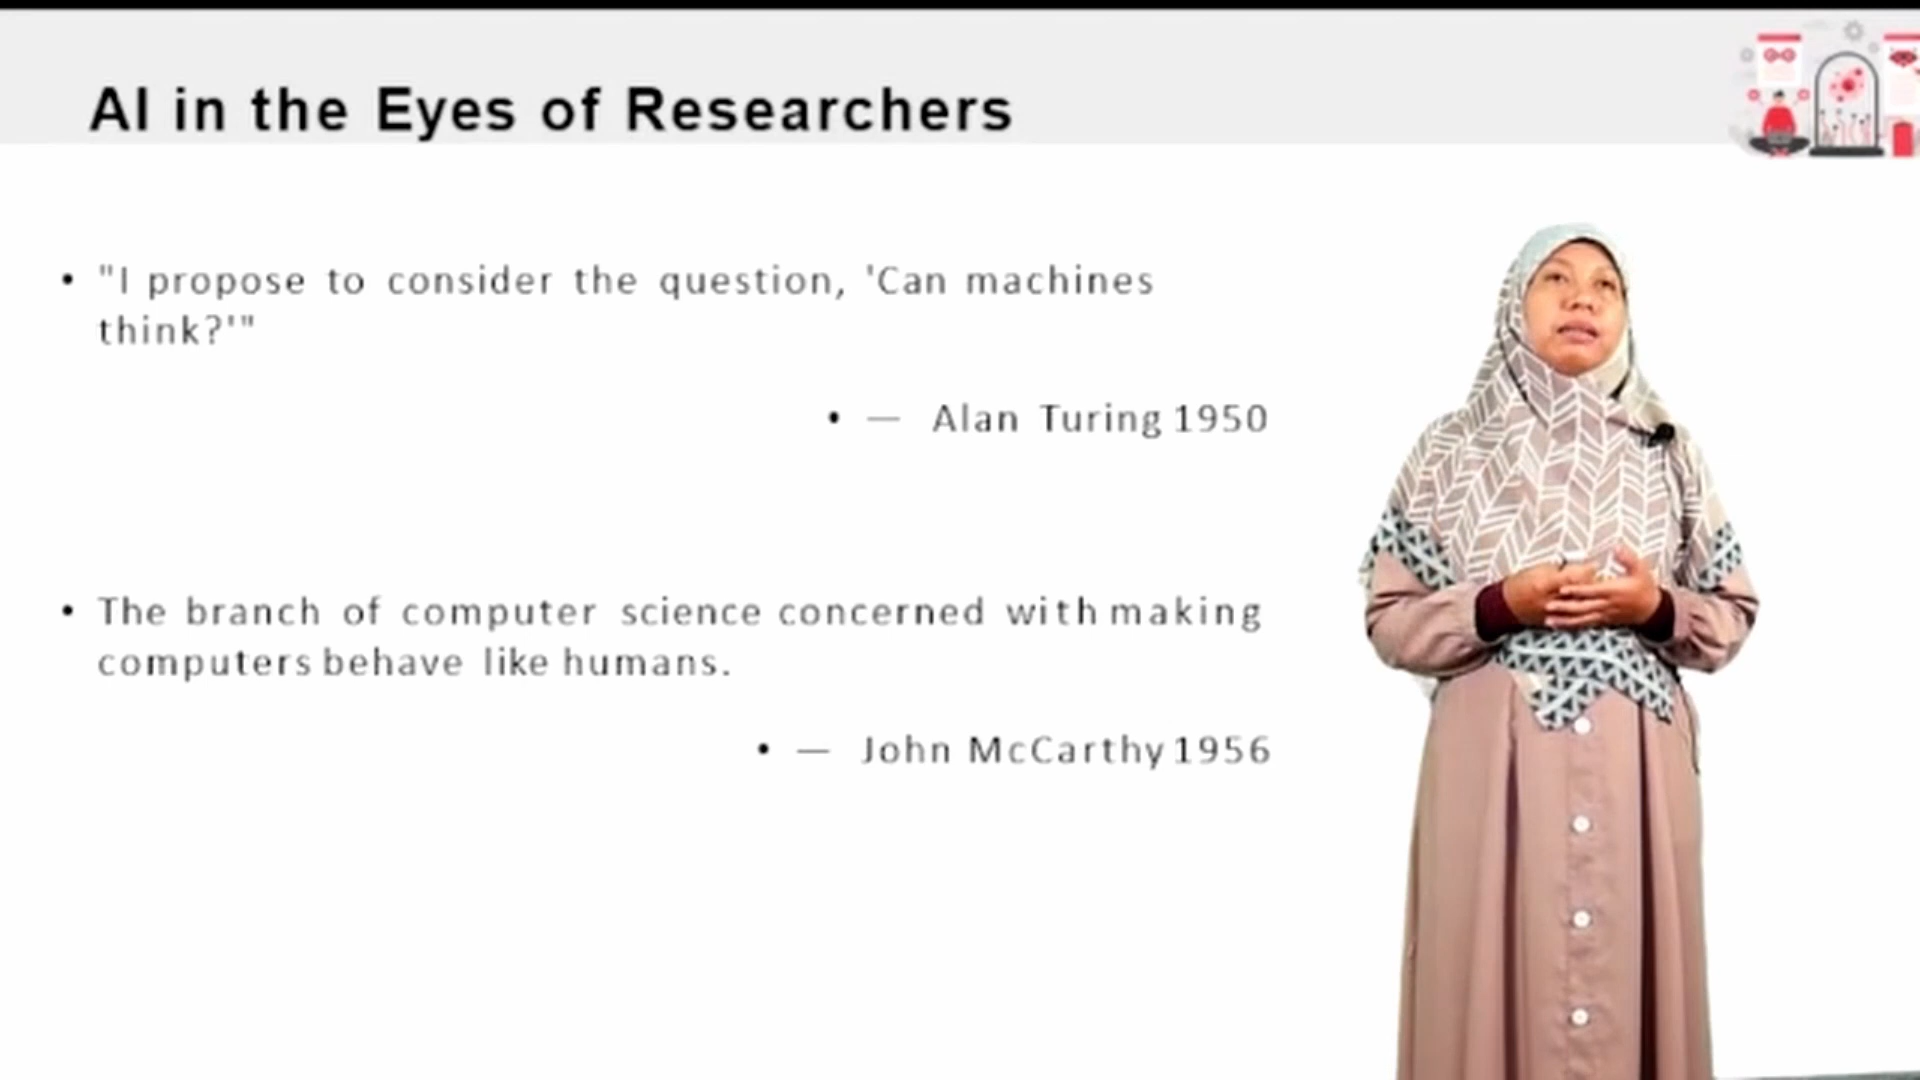 AI in the Eyes of Researchers
• "I propose to consider the question, 'Can machines
think?'"
• — Alan Turing 1950
• The branch of computer science concerned with making
computers behave like humans.
• — John McCarthy 1956